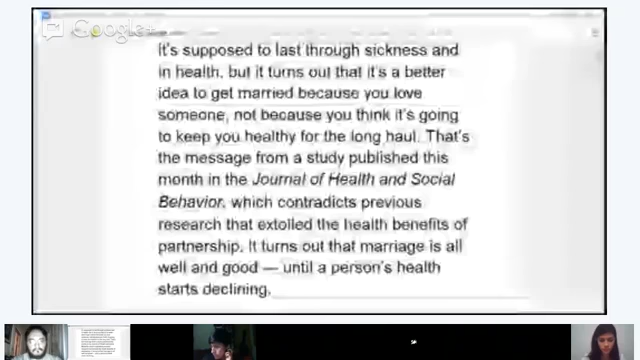 Google+
it's supposed to last through sickness and
in health, but it turns out that it's a better
idea to get married because you love
someone, not because you think it's going
to keep you healthy for the long haul. That's
the message from a study published this
month in the Journal of Health and Social
Behavior, which contradicts previous
research that extolled the health benefits of
partnership. It turns out that marriage is all
well and good — until a person's health
starts declining.